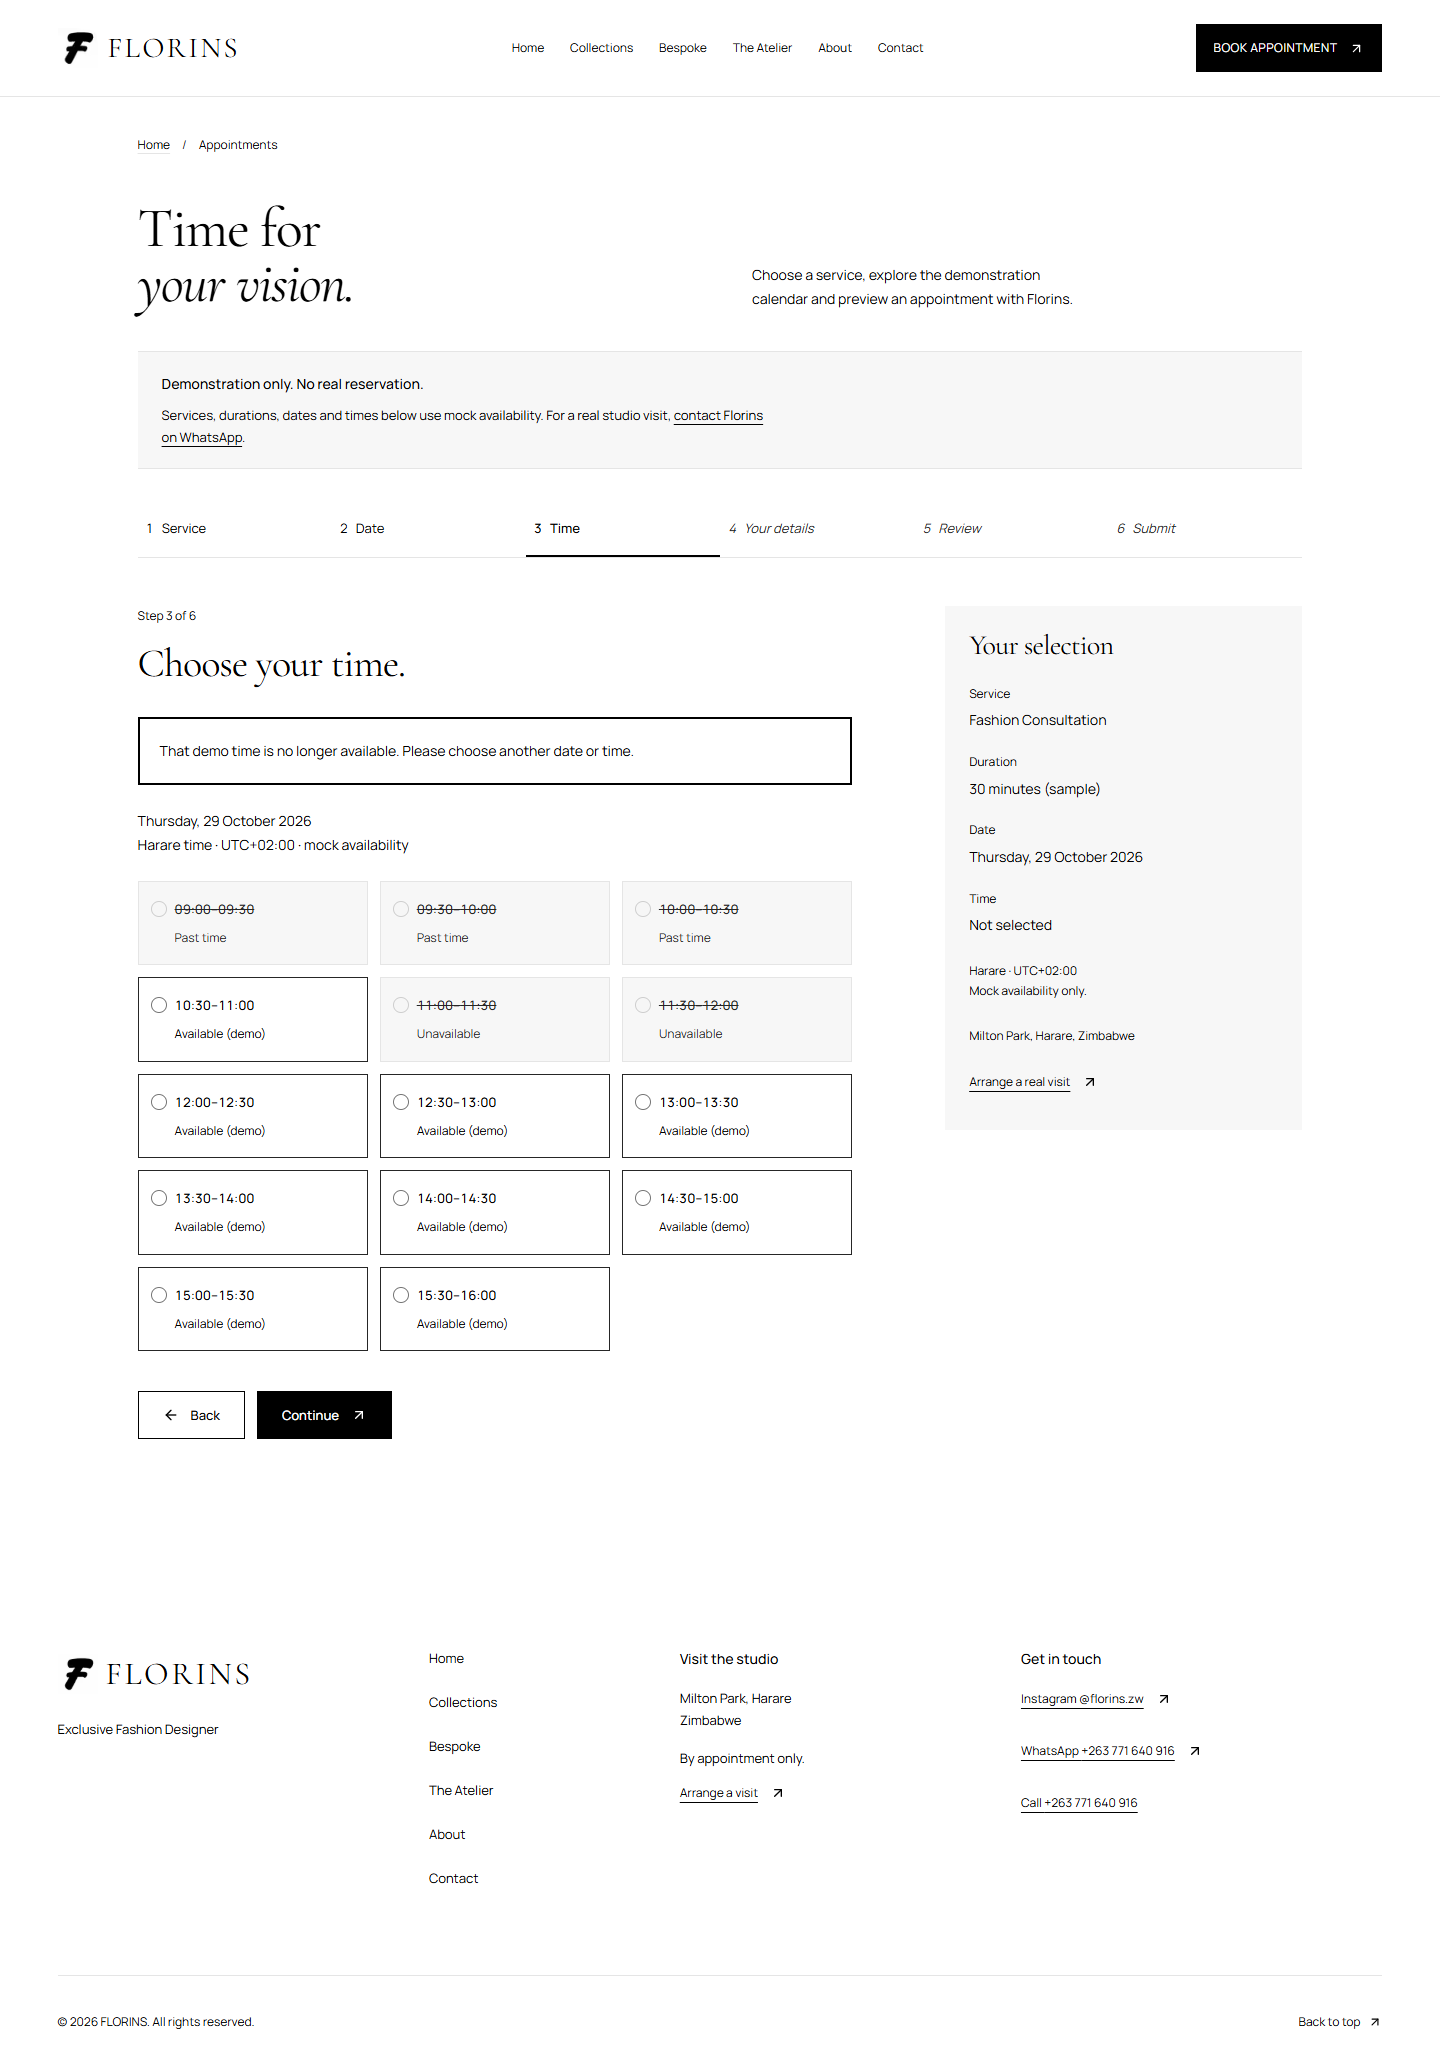 F FLORINS
Home Collections Bespoke The Atelier About Contact
BOOK APPOINTMENT
Home / Appointments
Time for
your vision.
Choose a service, explore the demonstration
calendar and preview an appointment with Florins.
Demonstration only. No real reservation.
Services, durations, dates and times below use mock availability. For a real studio visit, contact Florins
on WhatsApp.
1 Service 2 Date 3 Time 4 Your details 5 Review 6 Submit
Step 3 of 6
Choose your time.
That demo time is no longer available. Please choose another date or time.
Thursday, 29 October 2026
Harare time · UTC+02:00 · mock availability
09:00–09:30 09:30–10:00 10:00–10:30
Past time Past time Past time
10:30–11:00 11:00–11:30 11:30–12:00
Available (demo) Unavailable Unavailable
12:00–12:30 12:30–13:00 13:00–13:30
Available (demo) Available (demo) Available (demo)
13:30–14:00 14:00–14:30 14:30–15:00
Available (demo) Available (demo) Available (demo)
15:00–15:30 15:30–16:00
Available (demo) Available (demo)
Back Continue
Your selection
Service
Fashion Consultation
Duration
30 minutes (sample)
Date
Thursday, 29 October 2026
Time
Not selected
Harare · UTC+02:00
Mock availability only.
Milton Park, Harare, Zimbabwe
Arrange a real visit
F FLORINS
Exclusive Fashion Designer
Home
Collections
Bespoke
The Atelier
About
Contact
Visit the studio
Milton Park, Harare
Zimbabwe
By appointment only.
Arrange a visit
Get in touch
Instagram @florins.zw
WhatsApp +263 771 640 916
Call +263 771 640 916
© 2026 FLORINS. All rights reserved.
Back to top